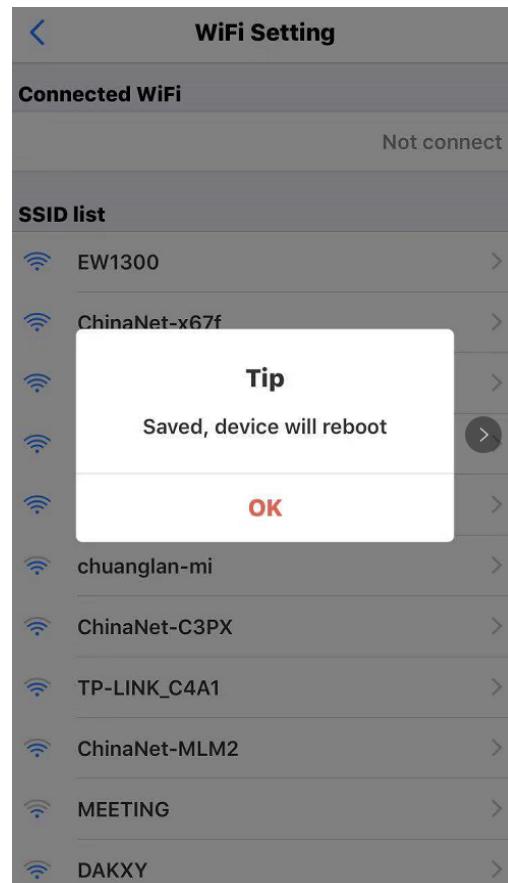 WiFi Setting
Connected WiFi
Not connect
SSID list
EW1300
ChinaNet-x67f
Tip
Saved, device will reboot
OK
chuanglan-mi
ChinaNet-C3PX
TP-LINK_C4A1
ChinaNet-MLM2
MEETING
DAKXY